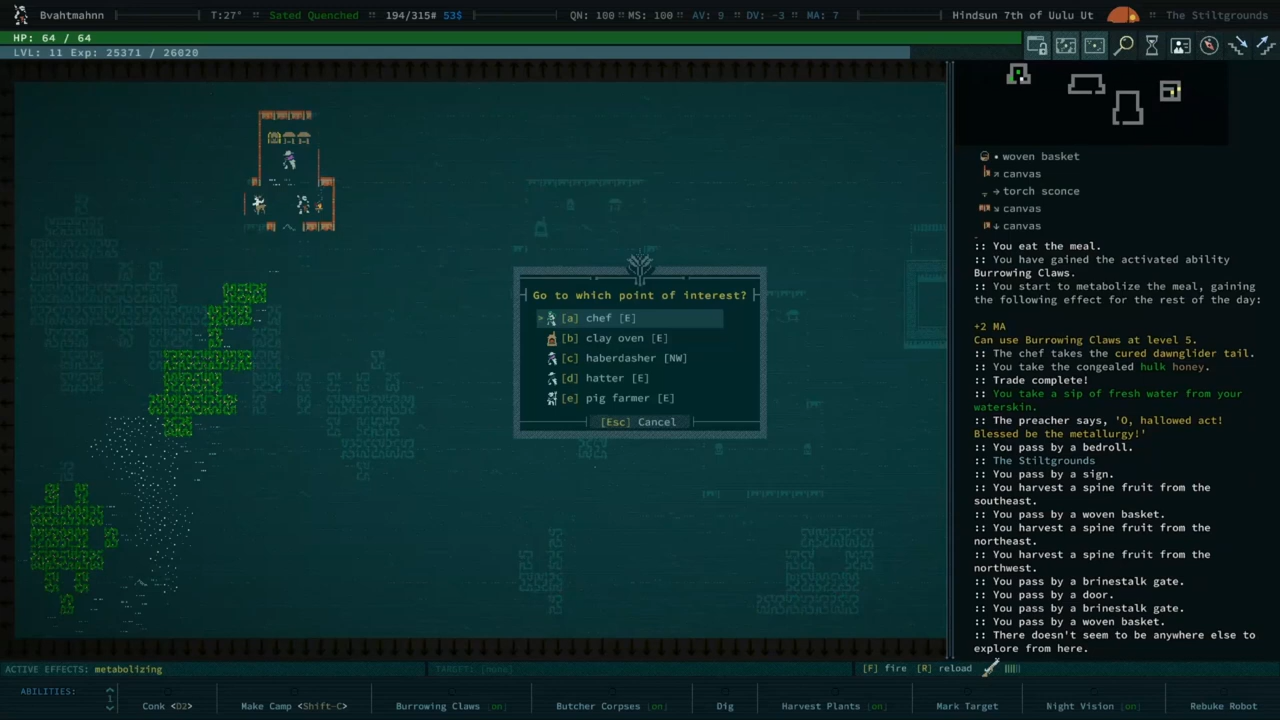 Bvahtmahnn T:27° Sated Quenched 194/315# 53$ QN: 100 MS: 100 AV: 9 DV: -3 MA: 7 Hindsun 7th of Uulu Ut The Stiltgrounds
HP: 64 / 64
LVL: 11 Exp: 25371 / 26020
Go to which point of interest?
> [a] chef [E]
[b] clay oven [E]
[c] haberdasher [NW]
[d] hatter [E]
[e] pig farmer [E]
[Esc] Cancel
woven basket
canvas
torch sconce
canvas
canvas
:: You eat the meal.
:: You have gained the activated ability
Burrowing Claws.
:: You start to metabolize the meal, gaining
the following effect for the rest of the day:
+2 MA
Can use Burrowing Claws at level 5.
:: The chef takes the cured dawnglider tail.
:: You take the congealed hulk honey.
:: Trade complete!
:: You take a sip of fresh water from your
waterskin.
:: The preacher says, 'O, hallowed act!
Blessed be the metallurgy!'
:: You pass by a bedroll.
:: The Stiltgrounds
:: You pass by a sign.
:: You harvest a spine fruit from the
southeast.
:: You pass by a woven basket.
:: You harvest a spine fruit from the
northeast.
:: You harvest a spine fruit from the
northwest.
:: You pass by a brinestalk gate.
:: You pass by a door.
:: You pass by a brinestalk gate.
:: You pass by a woven basket.
:: There doesn't seem to be anywhere else to
explore from here.
ACTIVE EFFECTS: metabolizing TARGET: [none] [F] fire [R] reload
ABILITIES: 1 Conk <D2> Make Camp <Shift-C> Burrowing Claws [on] Butcher Corpses [on] Dig Harvest Plants [on] Mark Target Night Vision [on] Rebuke Robot